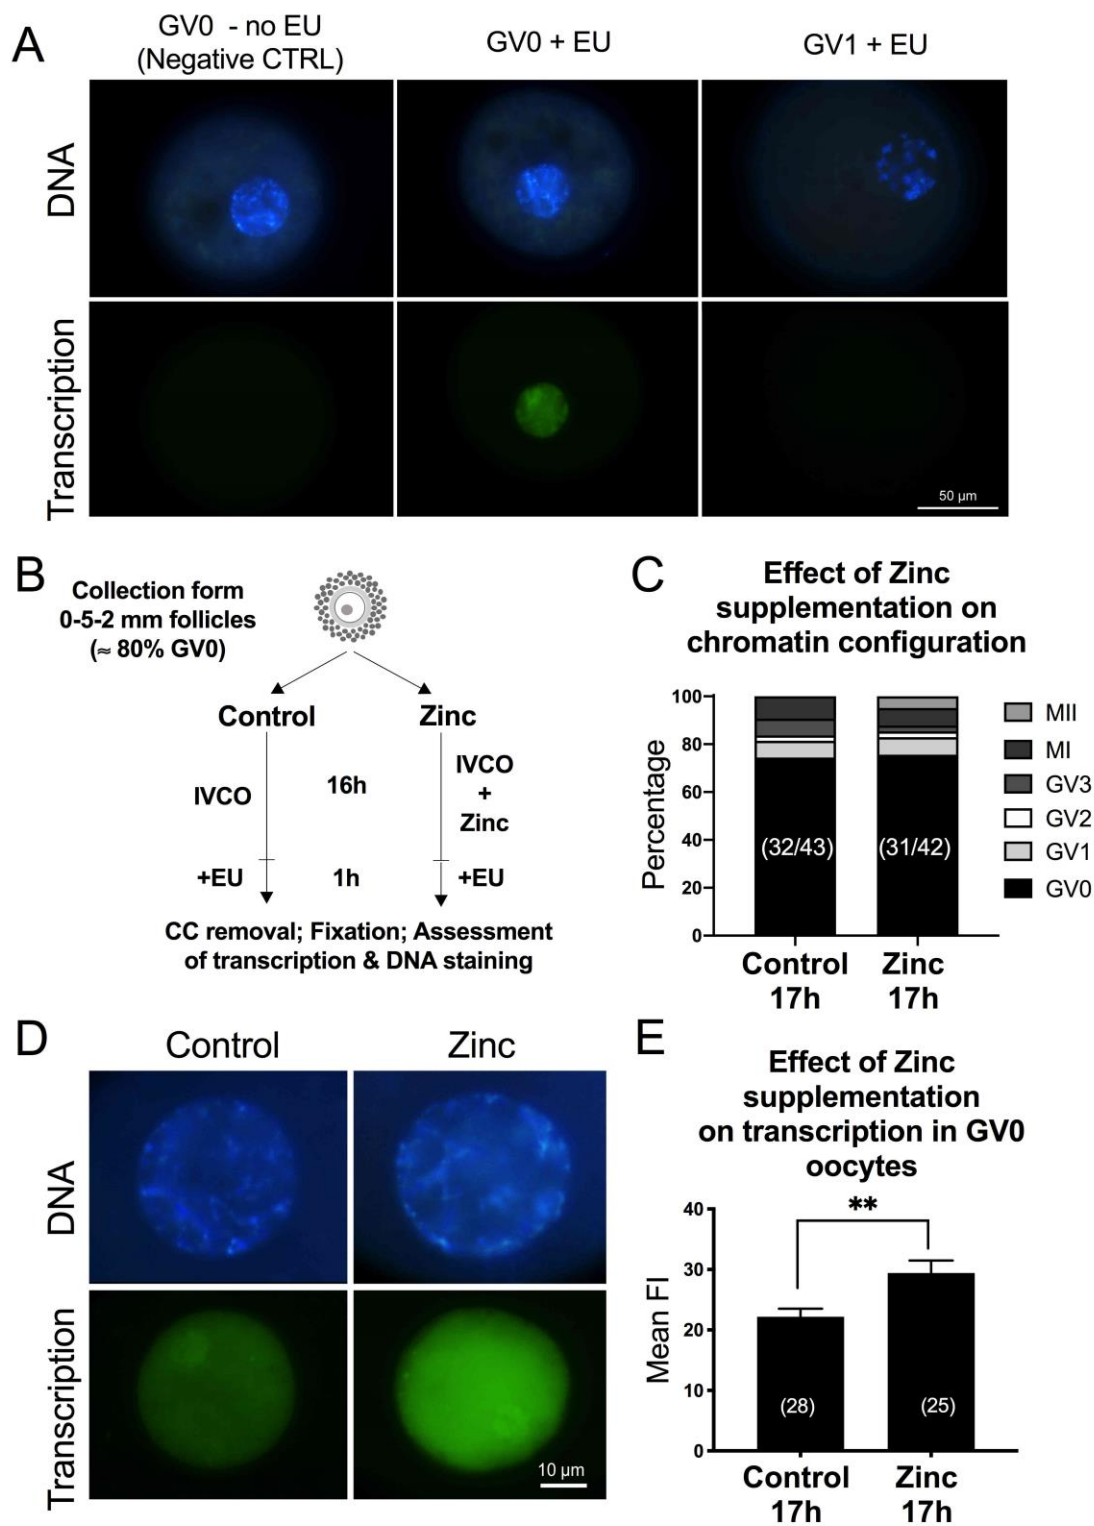 A
GV0 - no EU
(Negative CTRL)
GV0 + EU
GV1 + EU
DNA
Transcription
50 µm
B
Collection form
0-5-2 mm follicles
(≈ 80% GV0)
Control
Zinc
IVCO
16h
IVCO
+
Zinc
+EU
1h
+EU
CC removal; Fixation; Assessment
of transcription & DNA staining
C
Effect of Zinc
supplementation on
chromatin configuration
Percentage
100
80
60
40
20
0
(32/43)
(31/42)
Control
17h
Zinc
17h
MII
MI
GV3
GV2
GV1
GV0
D
Control
Zinc
DNA
Transcription
10 µm
E
Effect of Zinc
supplementation
on transcription in GV0
oocytes
Mean FI
40
30
20
10
0
**
(28)
(25)
Control
17h
Zinc
17h